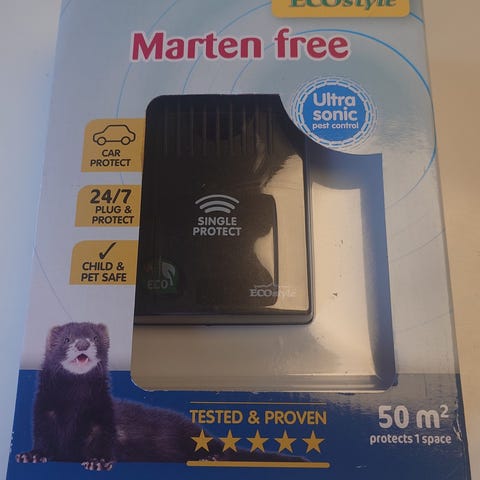 ECOstyle
Marten free
Ultra
sonic
pest control
CAR
PROTECT
24/7
PLUG &
PROTECT
CHILD &
PET SAFE
SINGLE
PROTECT
ECO
ECOstyle
TESTED & PROVEN
50 m²
protects 1 space